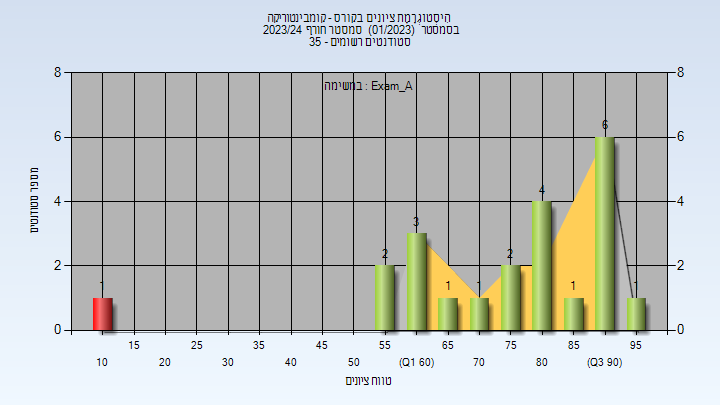 היסטוגרמת ציונים בקורס - קומבינטוריקה
בסמסטר (01/2023) סמסטר חורף 2023/24
סטודנטים רשומים - 35
במשימה : Exam_A
מספר סטודנטים
8 8
6 6
4 4
2 2
0 0
1 2 3 1 1 2 4 1 6 1
15 25 35 45 55 65 75 85 95
10 20 30 40 50 (Q1 60) 70 80 (Q3 90)
טווח ציונים